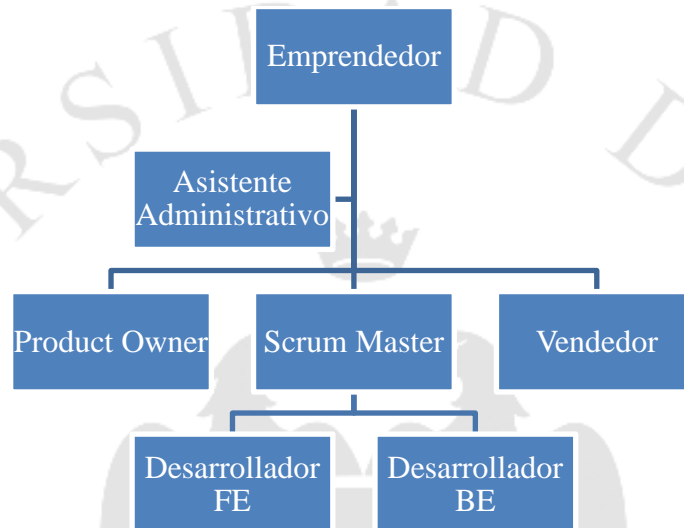 Emprendedor
Asistente
Administrativo
Product Owner
Scrum Master
Vendedor
Desarrollador
FE
Desarrollador
BE